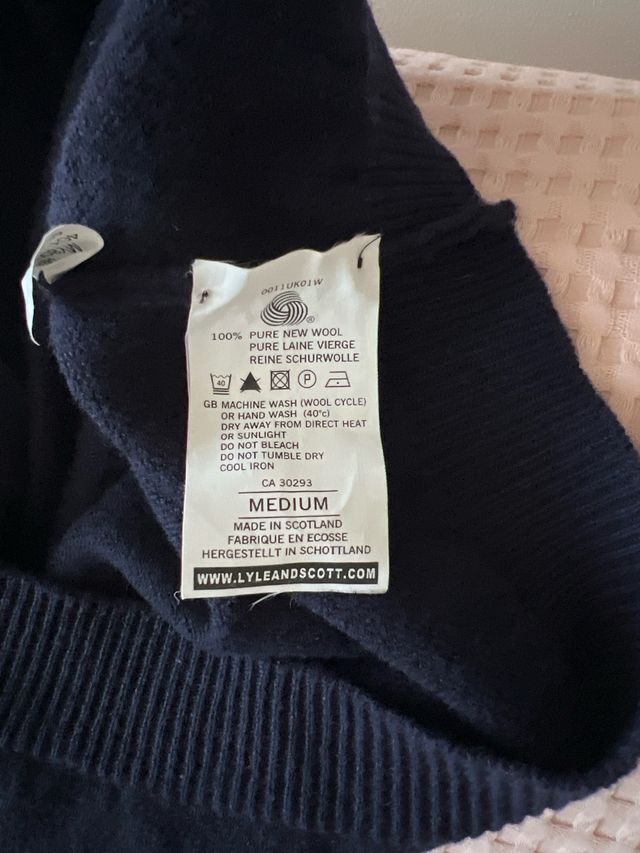 0011UK01W
®
100% PURE NEW WOOL
PURE LAINE VIERGE
REINE SCHURWOLLE
40 P
GB MACHINE WASH (WOOL CYCLE)
OR HAND WASH (40°c)
DRY AWAY FROM DIRECT HEAT
OR SUNLIGHT
DO NOT BLEACH
DO NOT TUMBLE DRY
COOL IRON
CA 30293
MEDIUM
MADE IN SCOTLAND
FABRIQUE EN ECOSSE
HERGESTELLT IN SCHOTTLAND
WWW.LYLEANDSCOTT.COM